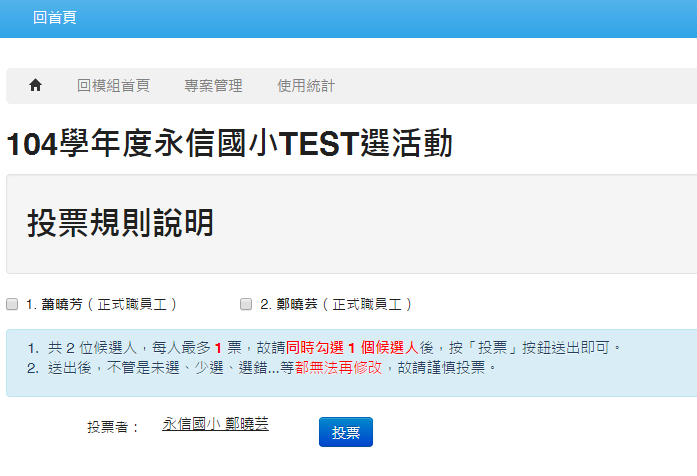 回首頁
回模組首頁 專案管理 使用統計
104學年度永信國小TEST選活動
投票規則說明
1. 蕭曉芳（正式職員工） 2. 鄭曉芸（正式職員工）
1. 共 2 位候選人，每人最多 1 票，故請同時勾選 1 個候選人後，按「投票」按鈕送出即可。
2. 送出後，不管是未選、少選、選錯...等都無法再修改，故請謹慎投票。
投票者： 永信國小 鄭曉芸 投票